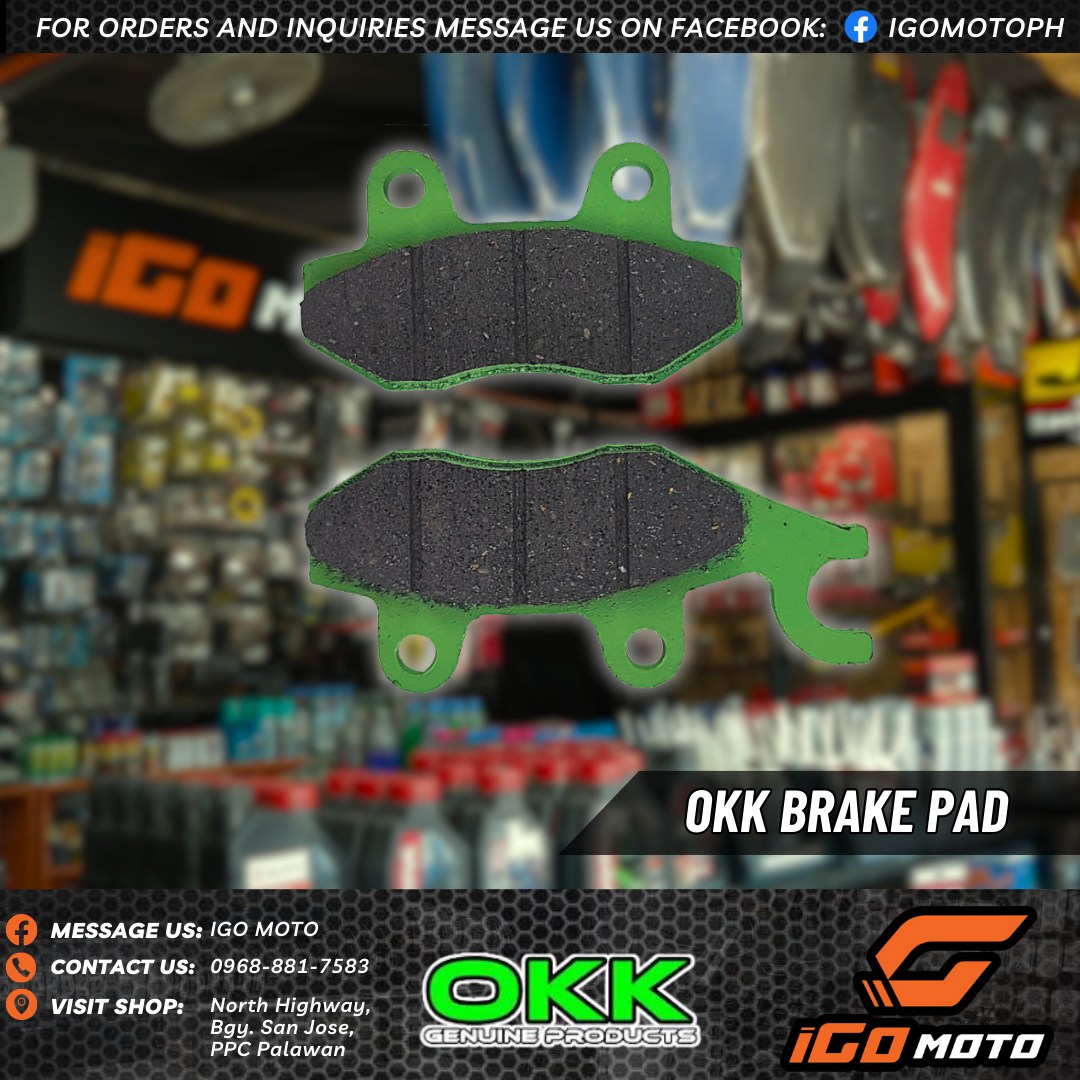 FOR ORDERS AND INQUIRIES MESSAGE US ON FACEBOOK: IGOMOTOPH
iGO M
OKK BRAKE PAD
MESSAGE US: IGO MOTO
CONTACT US: 0968-881-7583
VISIT SHOP: North Highway,
Bgy. San Jose,
PPC Palawan
OKK
GENUINE PRODUCTS
iGO MOTO